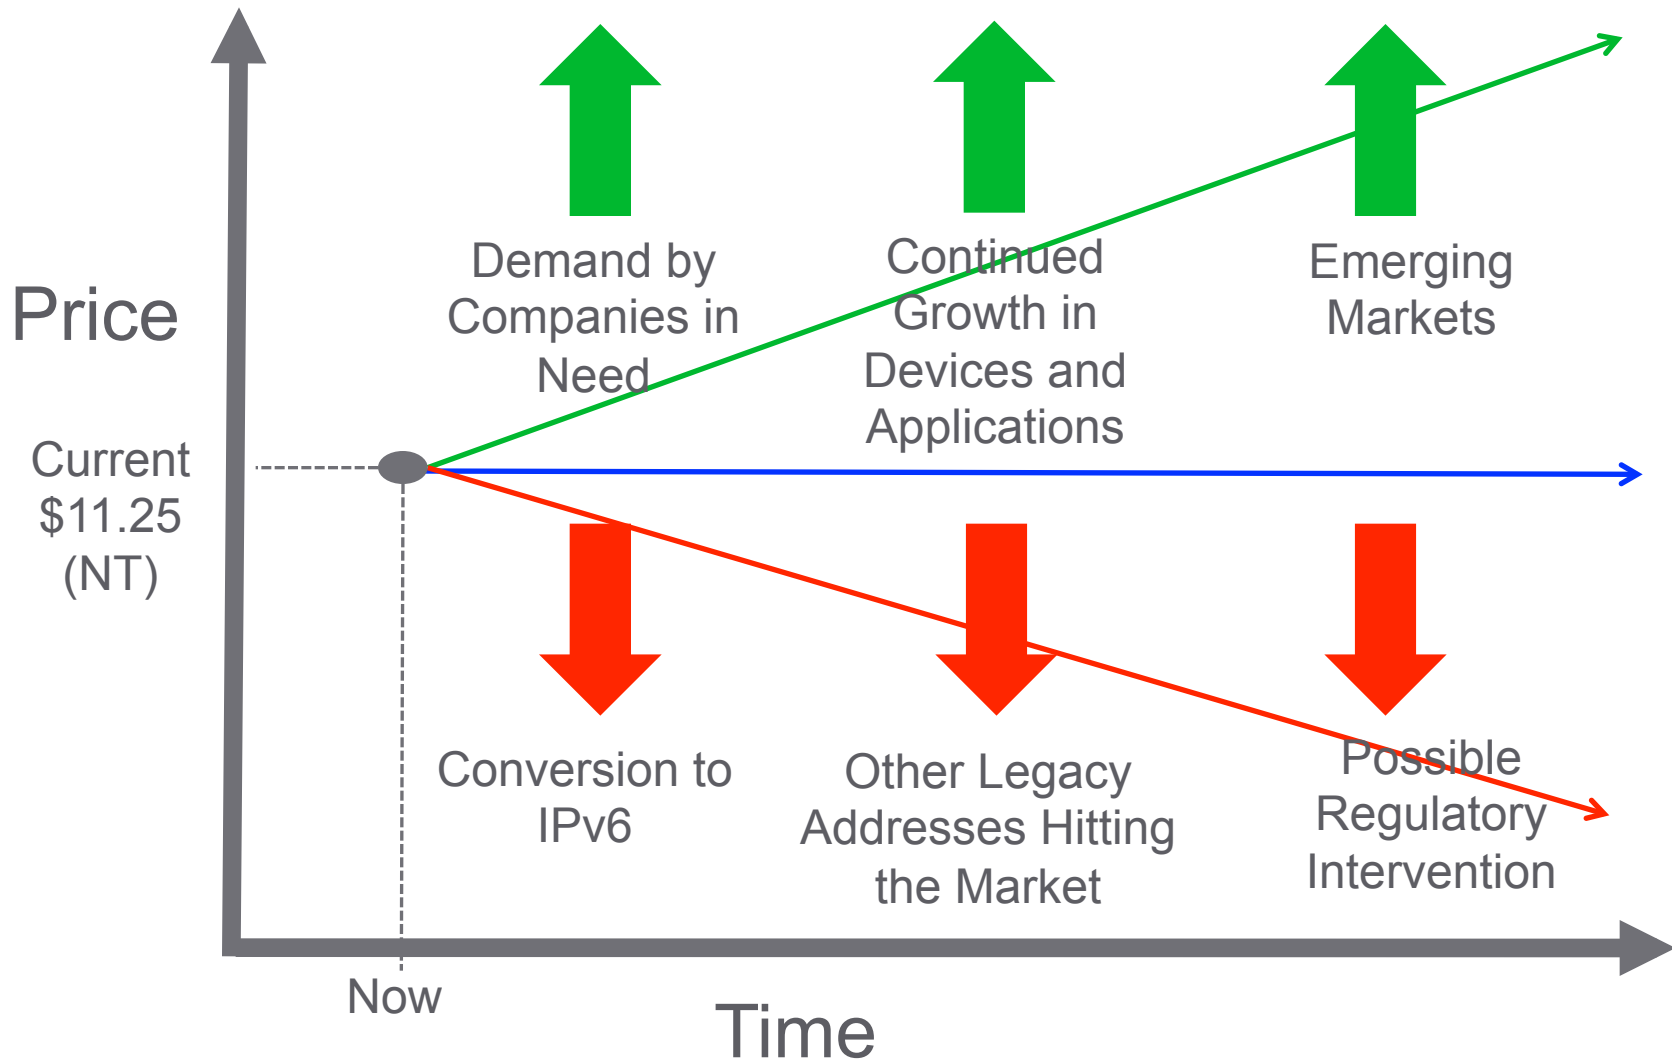 Demand by
Companies in
Need
Continued
Growth in
Devices and
Applications
Emerging
Markets
Price
Current
$11.25
(NT)
Conversion to
IPv6
Other Legacy
Addresses Hitting
the Market
Possible
Regulatory
Intervention
Now
Time